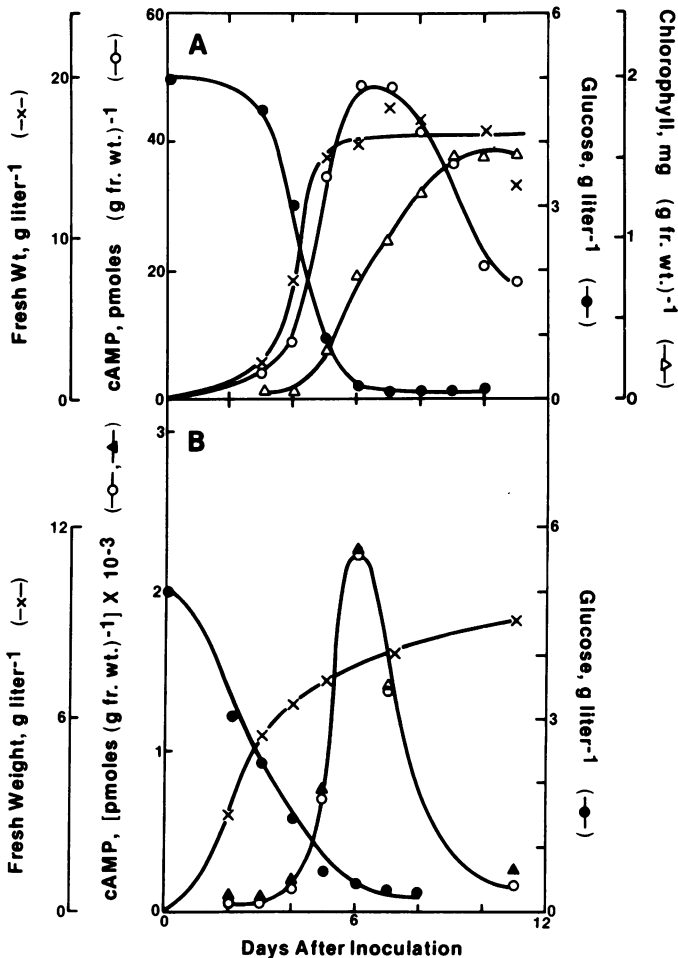 A
60
40
20
0
20
10
0
Fresh Wt, g liter-1 (-x-)
cAMP, pmoles (g fr. wt.)-1 (-o-)
6
3
0
Glucose, g liter-1 (-●-)
2
1
0
Chlorophyll, mg (g fr. wt.)-1 (-△-)
B
3
2
1
0
12
6
0
Fresh Weight, g liter-1 (-x-)
cAMP, [pmoles (g fr. wt.)-1] X 10-3 (-o-,-▲-)
6
3
0
Glucose, g liter-1 (-●-)
0
6
12
Days After Inoculation